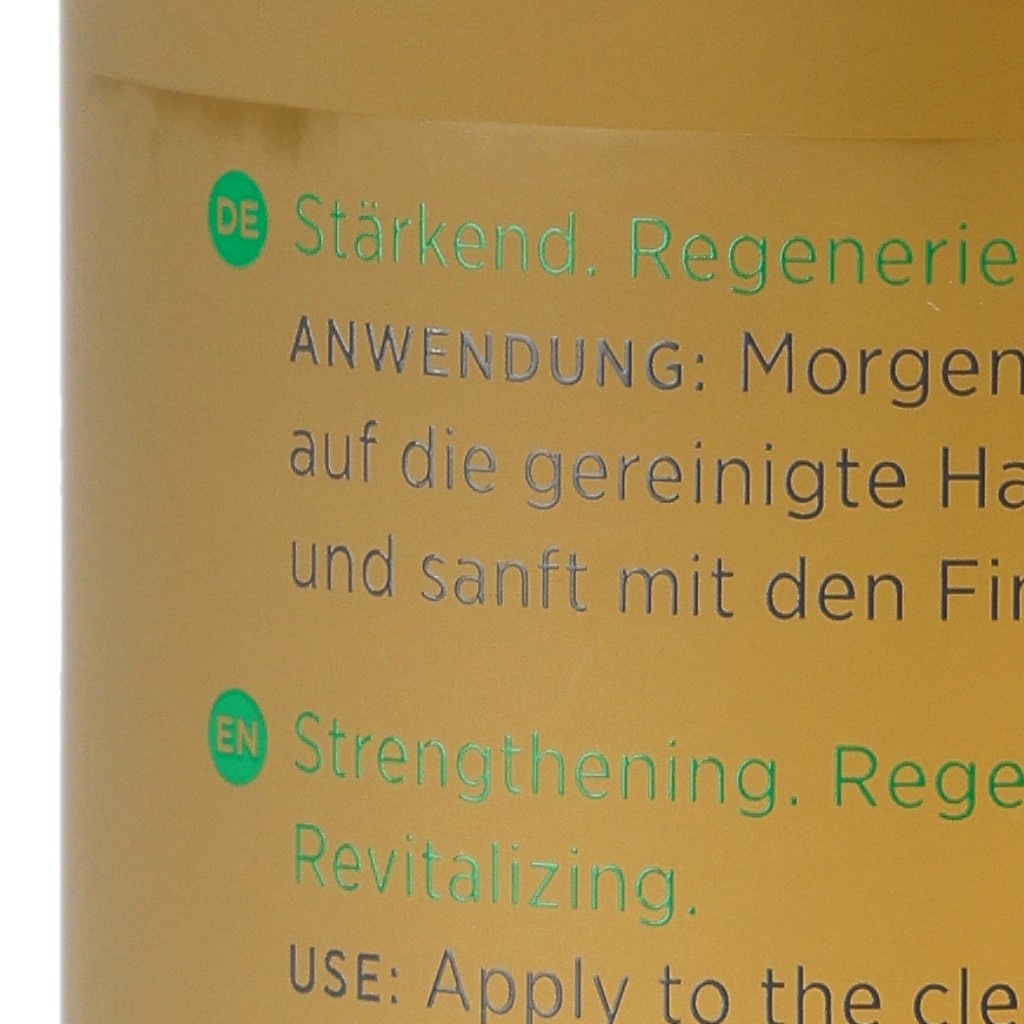 DE Stärkend. Regenerie
ANWENDUNG: Morgen
auf die gereinigte Ha
und sanft mit den Fin
EN Strengthening. Rege
Revitalizing.
USE: Apply to the cle